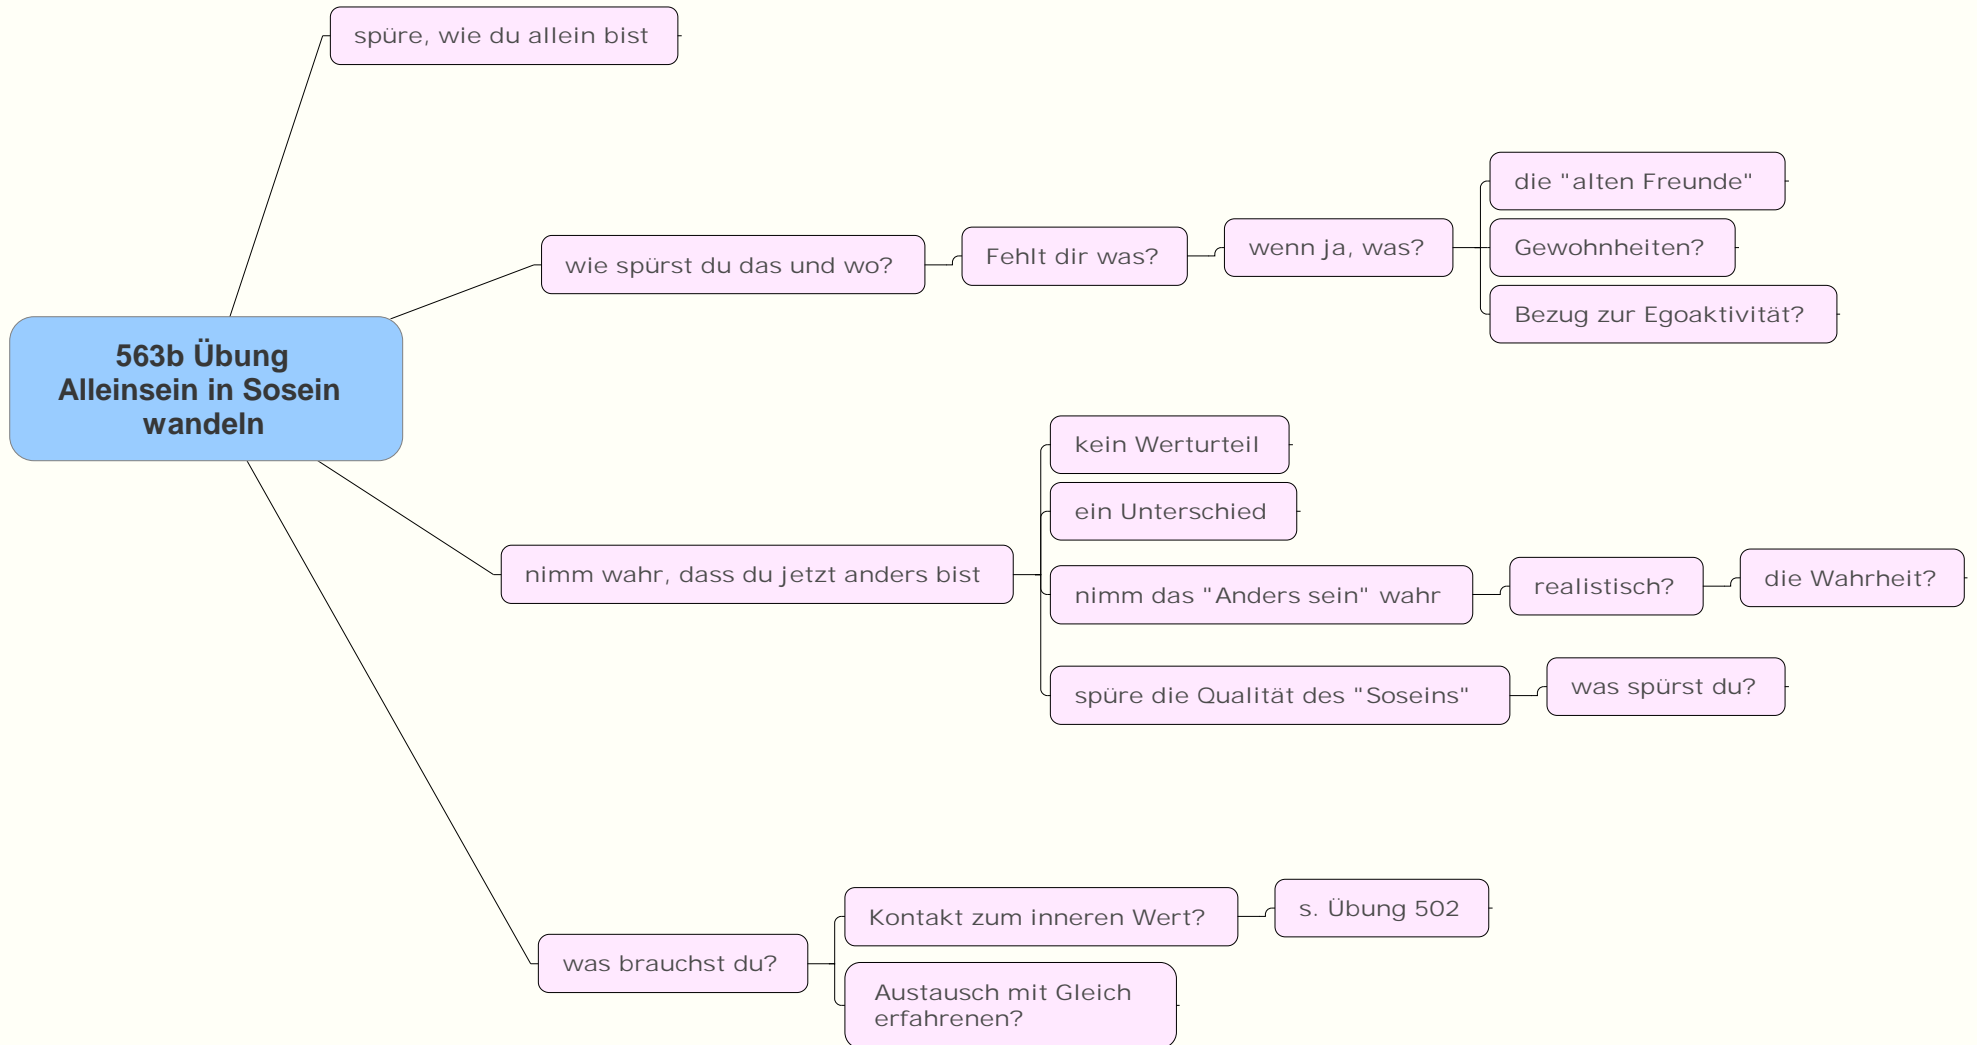 spüre, wie du allein bist
die "alten Freunde"
wie spürst du das und wo?
Fehlt dir was?
wenn ja, was?
Gewohnheiten?
Bezug zur Egoaktivität?
563b Übung
Alleinsein in Sosein
wandeln
nimm wahr, dass du jetzt anders bist
kein Werturteil
ein Unterschied
nimm das "Anders sein" wahr
realistisch?
die Wahrheit?
spüre die Qualität des "Soseins"
was spürst du?
was brauchst du?
Kontakt zum inneren Wert?
s. Übung 502
Austausch mit Gleich
erfahrenen?